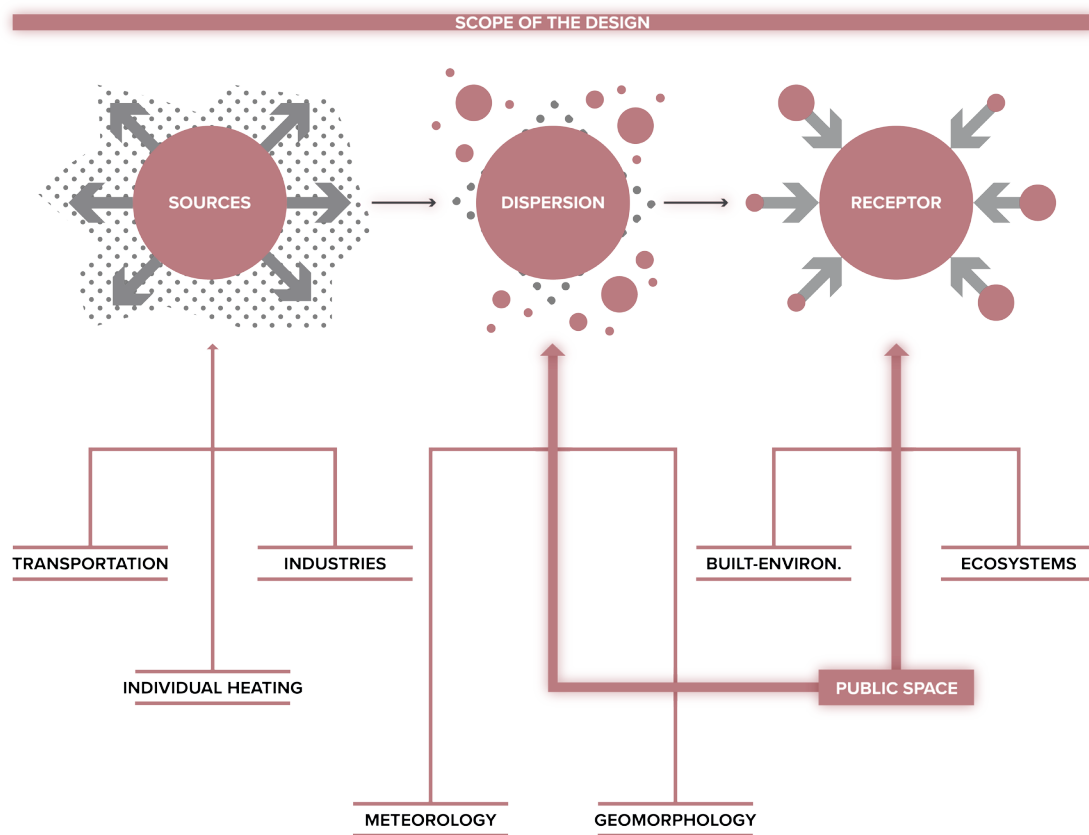 SCOPE OF THE DESIGN
SOURCES
DISPERSION
RECEPTOR
TRANSPORTATION
INDUSTRIES
BUILT-ENVIRON.
ECOSYSTEMS
INDIVIDUAL HEATING
PUBLIC SPACE
METEOROLOGY
GEOMORPHOLOGY